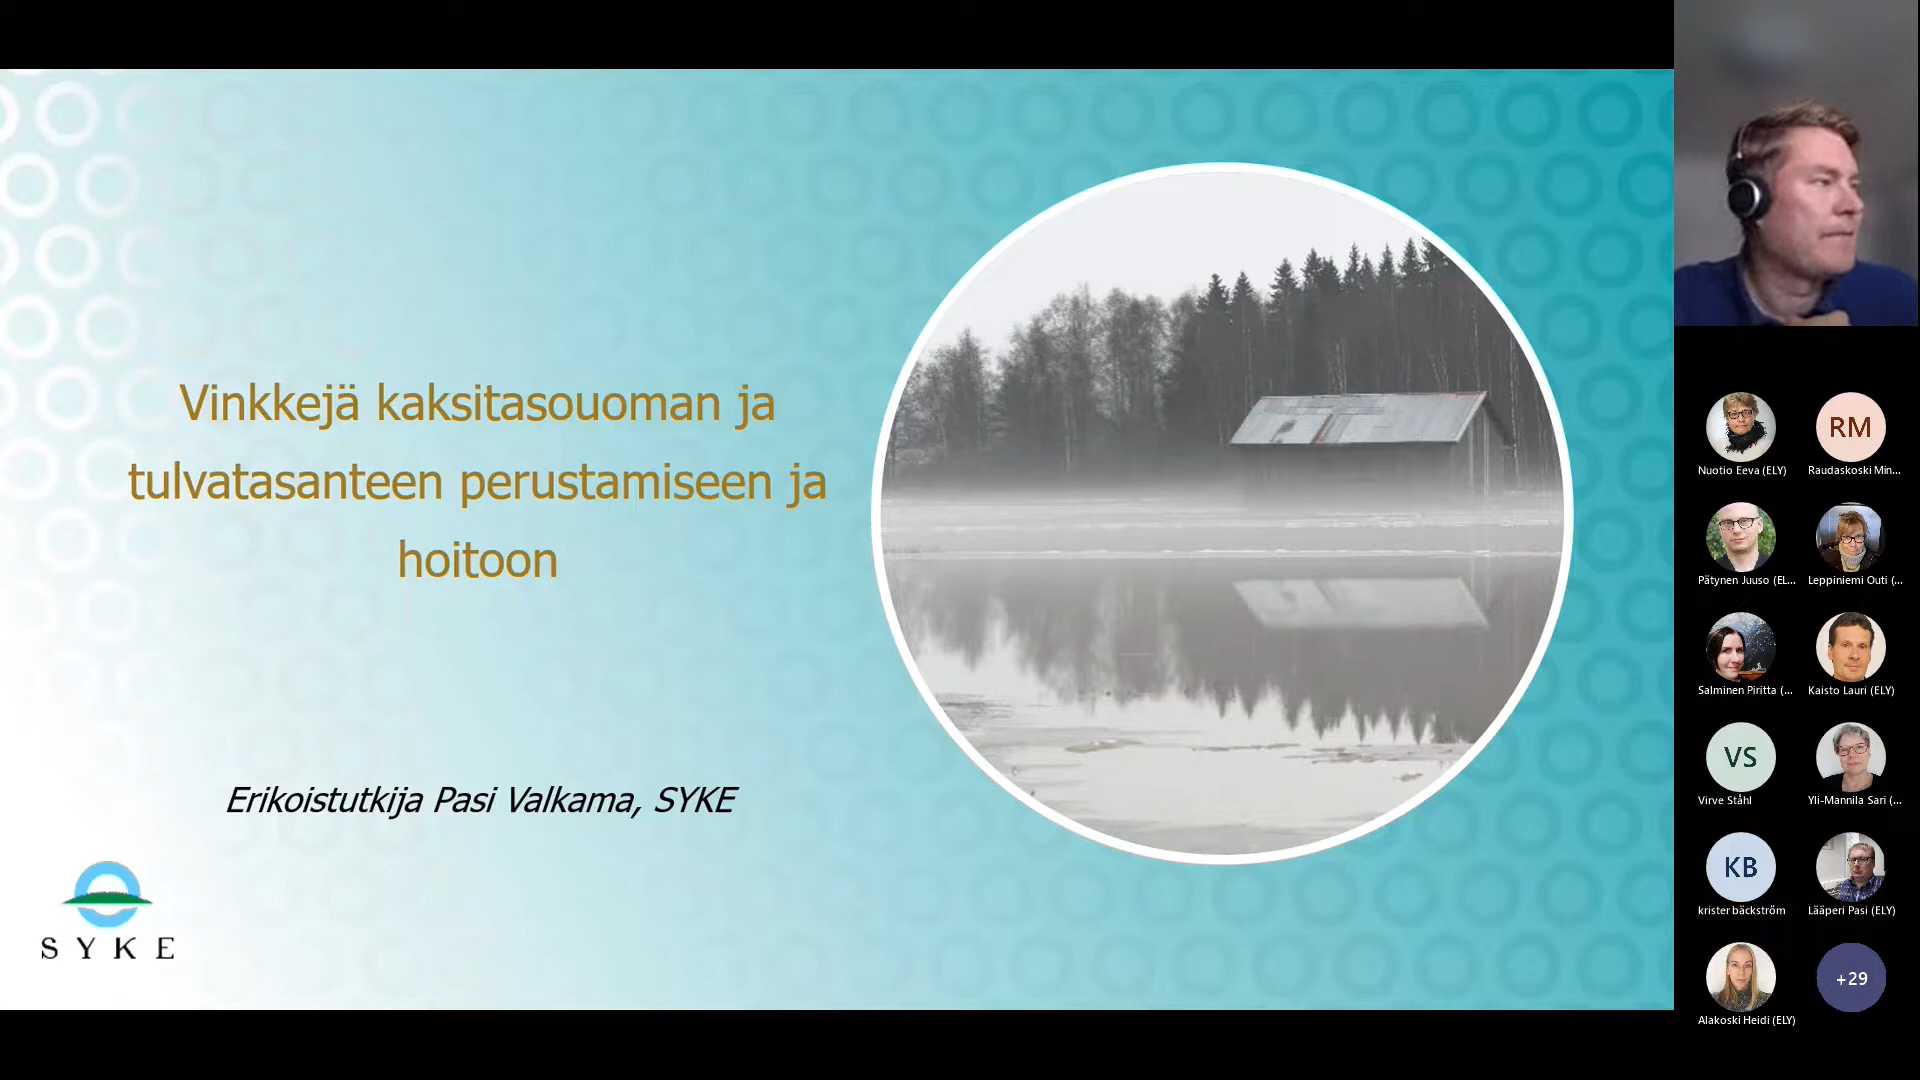 Vinkkejä kaksitasouoman ja
tulvatasanteen perustamiseen ja
hoitoon
Erikoistutkija Pasi Valkama, SYKE
SYKE
Nuotio Eeva (ELY)
RM
Raudaskoski Min...
Pätynen Juuso (EL...
Leppiniemi Outi (...
Salminen Piritta (...
Kaisto Lauri (ELY)
VS
Virve Ståhl
Yli-Mannila Sari (...
KB
krister bäckström
Lääperi Pasi (ELY)
Alakoski Heidi (ELY)
+29